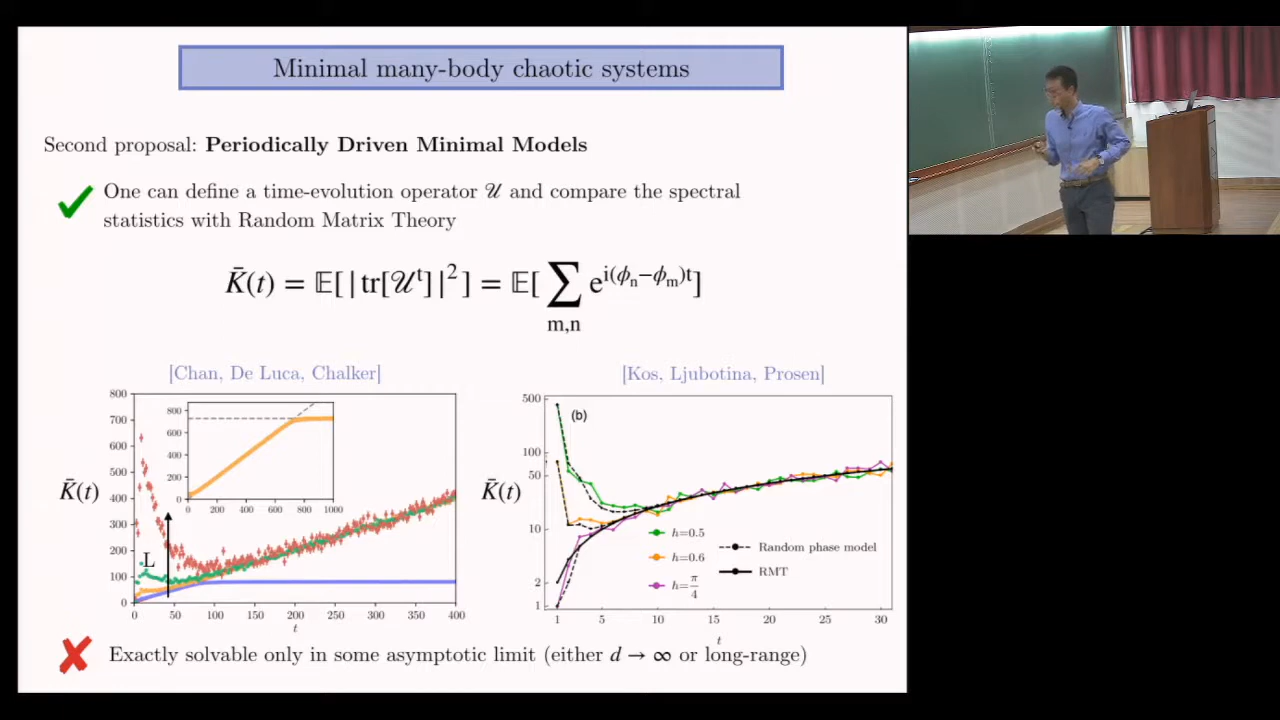 Minimal many-body chaotic systems
Second proposal: Periodically Driven Minimal Models
One can define a time-evolution operator 𝒰 and compare the spectral
statistics with Random Matrix Theory
K̄(t) = 𝔼[|tr[𝒰ᵗ]|²] = 𝔼[ ∑ e^{i(ϕ_n−ϕ_m)t} ]
m,n
[Chan, De Luca, Chalker]
[Kos, Ljubotina, Prosen]
800
700
600
500
400
300
200
100
0
K̄(t)
L
800
600
400
200
0
0 200 400 600 800 1000
0 50 100 150 200 250 300 350 400
t
(b)
500
100
50
10
2
1
K̄(t)
h=0.5
h=0.6
h=π/4
Random phase model
RMT
1 5 10 15 20 25 30
t
Exactly solvable only in some asymptotic limit (either d → ∞ or long-range)